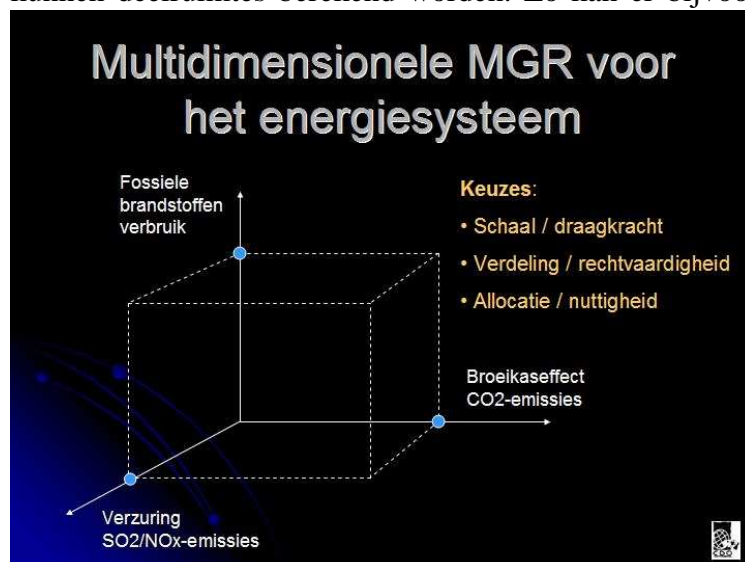 Multidimensionele MGR voor
het energiesysteem
Fossiele
brandstoffen
verbruik
Keuzes:
• Schaal / draagkracht
• Verdeling / rechtvaardigheid
• Allocatie / nuttigheid
Broeikaseffect
CO2-emissies
Verzuring
SO2/NOx-emissies